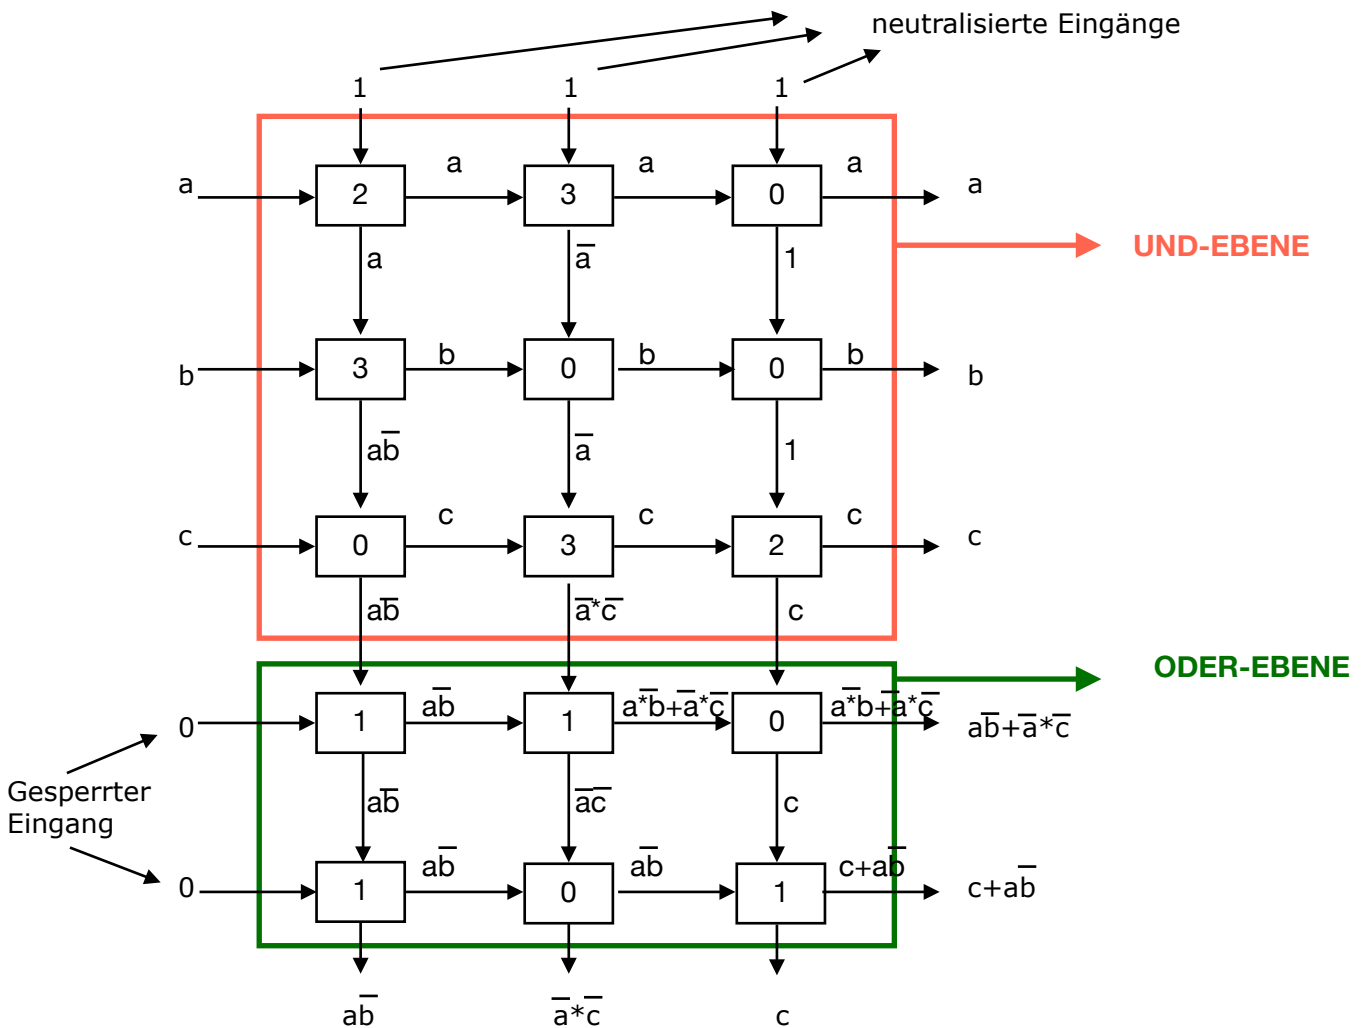 neutralisierte Eingänge
1 1 1
a 2 a 3 a 0 a a
UND-EBENE
a a̅ 1
b 3 b 0 b 0 b b
ab̅ a̅ 1
c 0 c 3 c 2 c c
ab̅ a̅*c̅ c
ODER-EBENE
0 1 ab̅ 1 a*̅b+a̅*c̅ 0 a*̅b+a̅*c̅ ab̅+a̅*c̅
Gesperrter
Eingang
ab̅ a̅c̅ c
0 1 ab̅ 0 ab̅ 1 c+ab̅ c+ab̅
ab̅ a̅*c̅ c